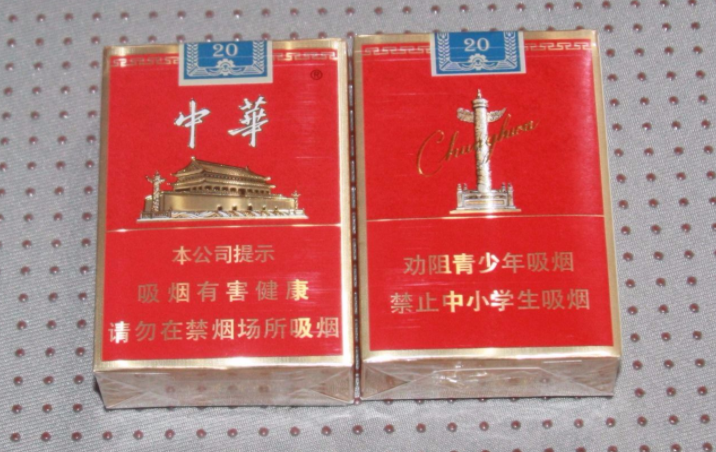 20
中華
®
本公司提示
吸烟有害健康
请勿在禁烟场所吸烟
20
Chunghwa
劝阻青少年吸烟
禁止中小学生吸烟